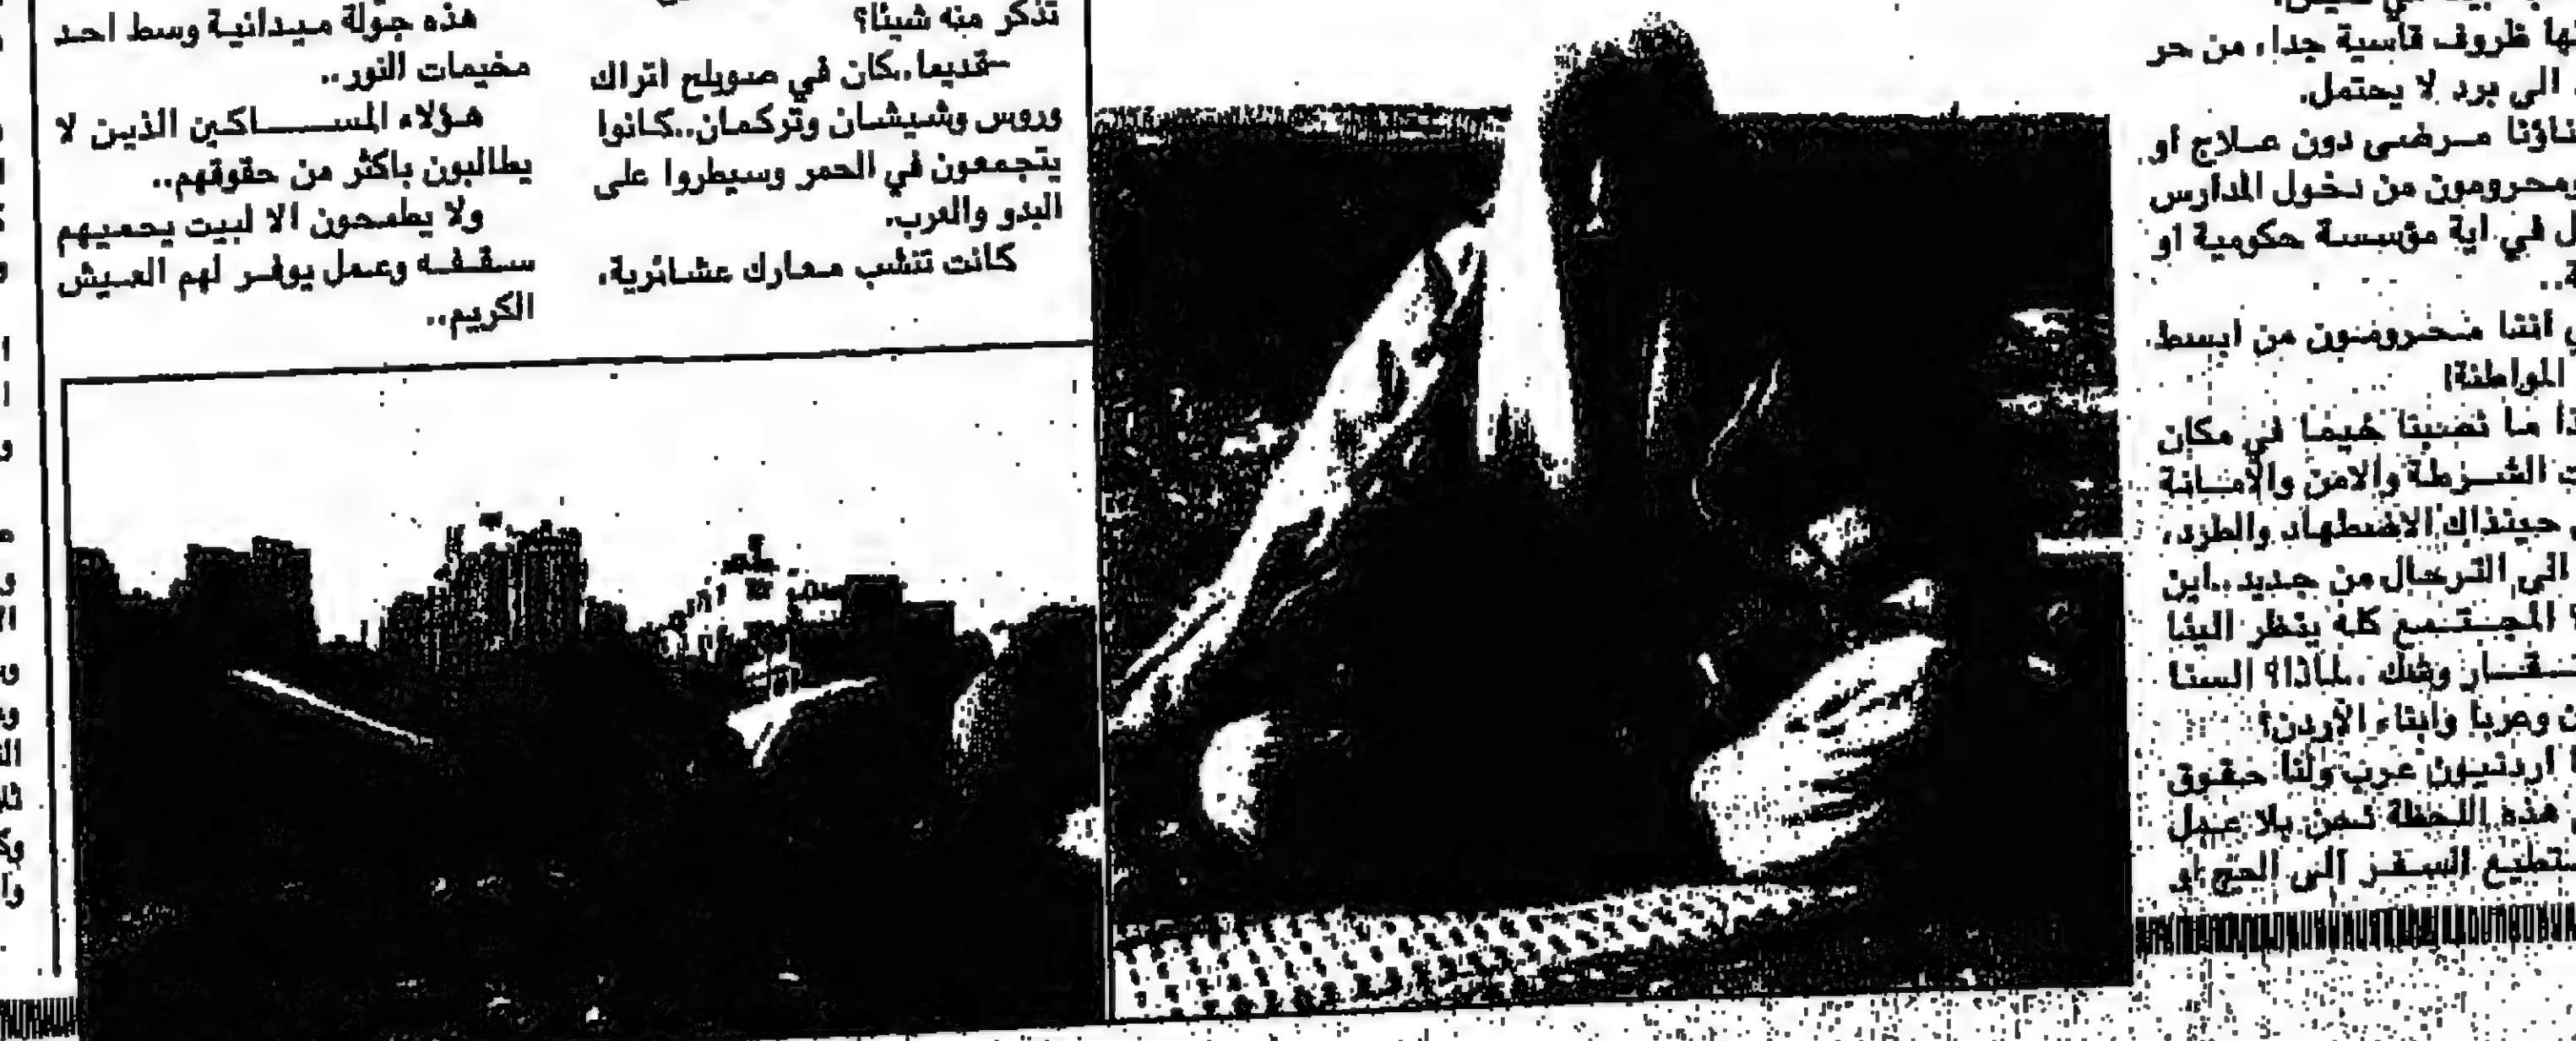 ظروف قاسية جدا، من حر
الى برد لا يحتمل.
مرضى دون علاج او
ومحرومون من دخول المدارس
في اية مؤسسة حكومية او
اننا محرومون من ابسط
المواطنة!
ما نصبنا خيما في مكان
الشرطة والامن والامانة
حينذاك الاضطهاد والطرد،
الى الترحال من جديد..اين
المجتمع كله ينظر الينا
وشك ..لماذا؟ السنا
وعربا وابناء الاردن؟
اردنيون عرب ولنا حقوق
هذه اللحظة نحن بلا عمل
السفر الى الحج او
تذكر منه شيئا؟
-قديما..كان في صويلح اتراك
وروس وشيشان وتركمان..كانوا
يتجمعون في الحمر وسيطروا على
البدو والعرب.
كانت تنشب معارك عشائرية،
هذه جولة ميدانية وسط احد
مخيمات النور..
هؤلاء المساكين الذين لا
يطالبون باكثر من حقوقهم..
ولا يطمحون الا لبيت يحميهم
سقفه وعمل يوفر لهم العيش
الكريم..